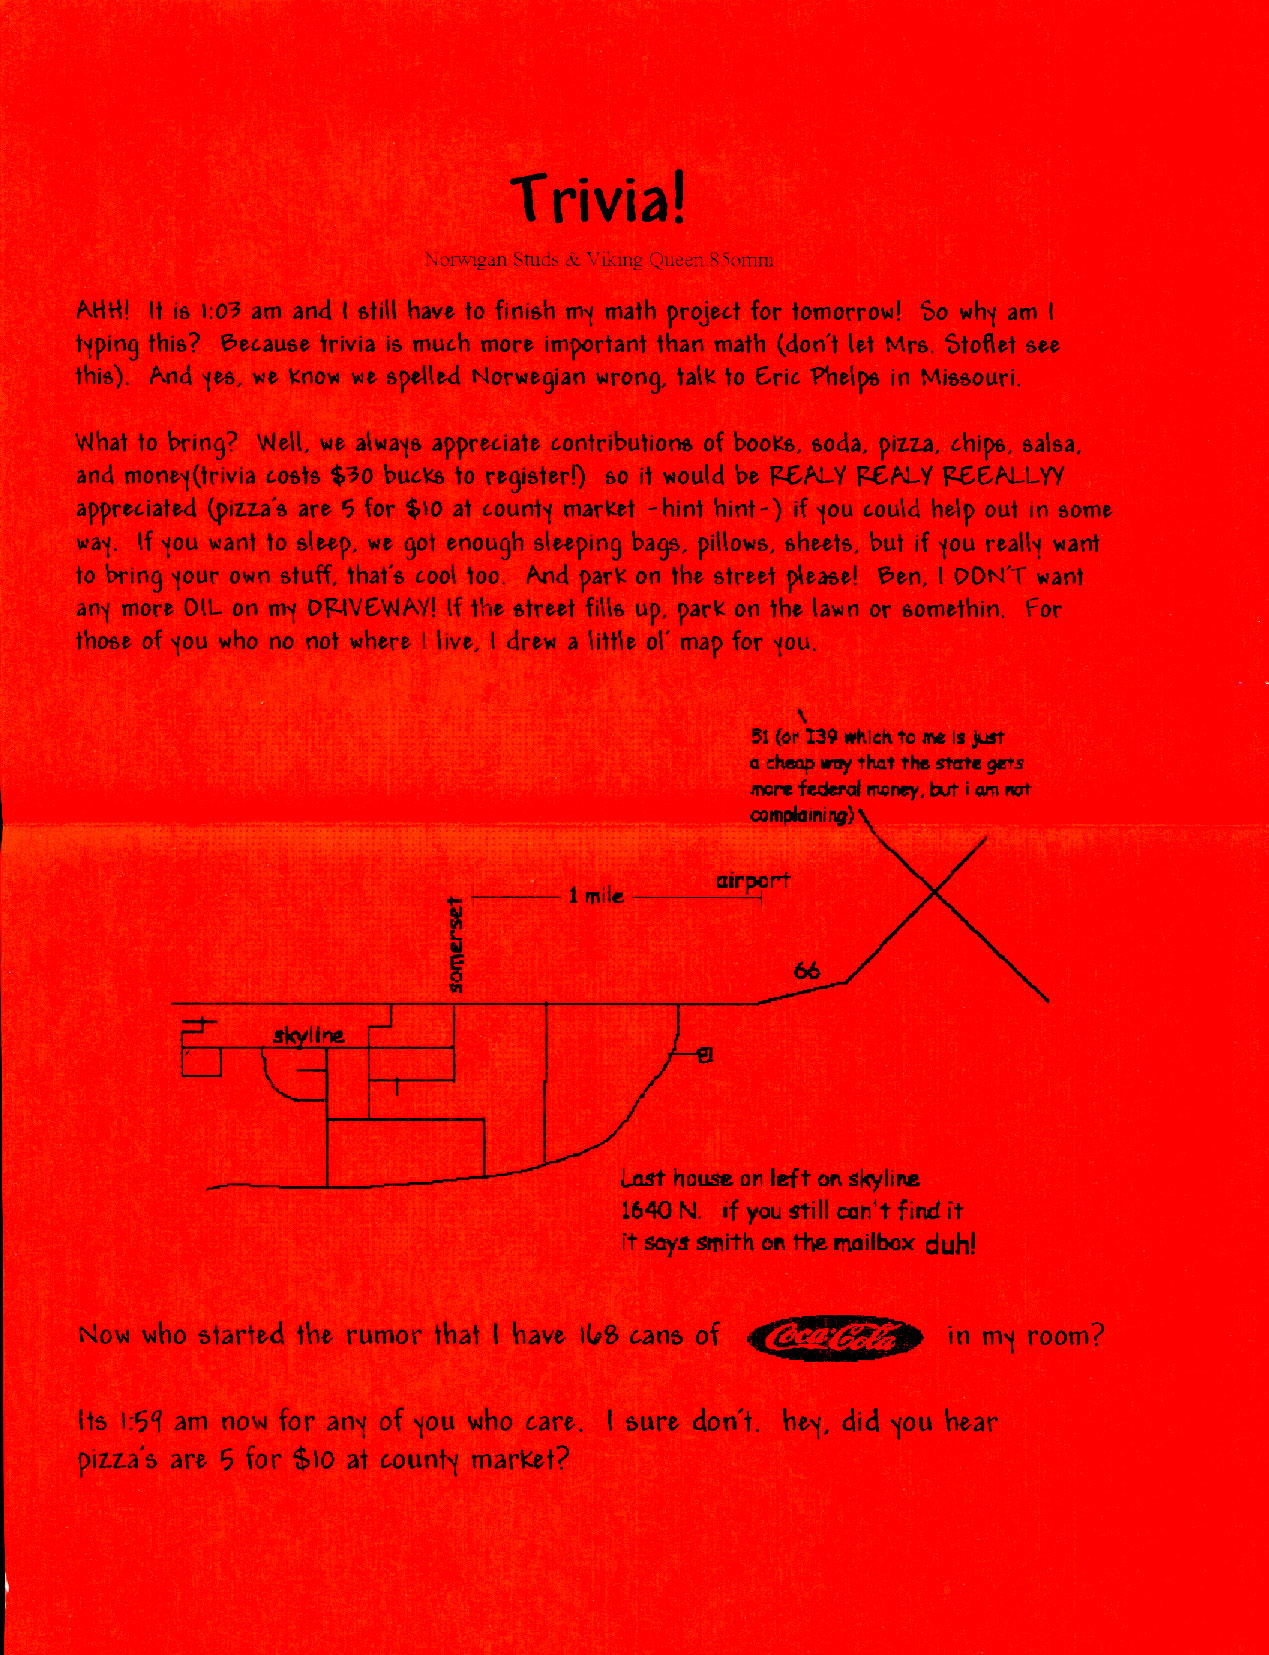 Trivia!
Norwigan Studs & Viking Queen 85omm
AHH! It is 1:03 am and I still have to finish my math project for tomorrow! So why am I
typing this? Because trivia is much more important than math (don't let Mrs. Stoflet see
this). And yes, we know we spelled Norwegian wrong, talk to Eric Phelps in Missouri.
What to bring? Well, we always appreciate contributions of books, soda, pizza, chips, salsa,
and money(trivia costs $30 bucks to register!) so it would be REALY REALY REEALLYY
appreciated (pizza's are 5 for $10 at county market -hint hint-) if you could help out in some
way. If you want to sleep, we got enough sleeping bags, pillows, sheets, but if you really want
to bring your own stuff, that's cool too. And park on the street please! Ben, I DON'T want
any more OIL on my DRIVEWAY! If the street fills up, park on the lawn or somethin. For
those of you who no not where I live, I drew a little ol' map for you.
51 (or I39 which to me is just
a cheap way that the state gets
more federal money, but i am not
complaining)
airport
1 mile
somerset
66
skyline
Last house on left on skyline
1640 N. if you still can't find it
it says smith on the mailbox duh!
Now who started the rumor that I have 168 cans of Coca-Cola in my room?
Its 1:59 am now for any of you who care. I sure don't. hey, did you hear
pizza's are 5 for $10 at county market?